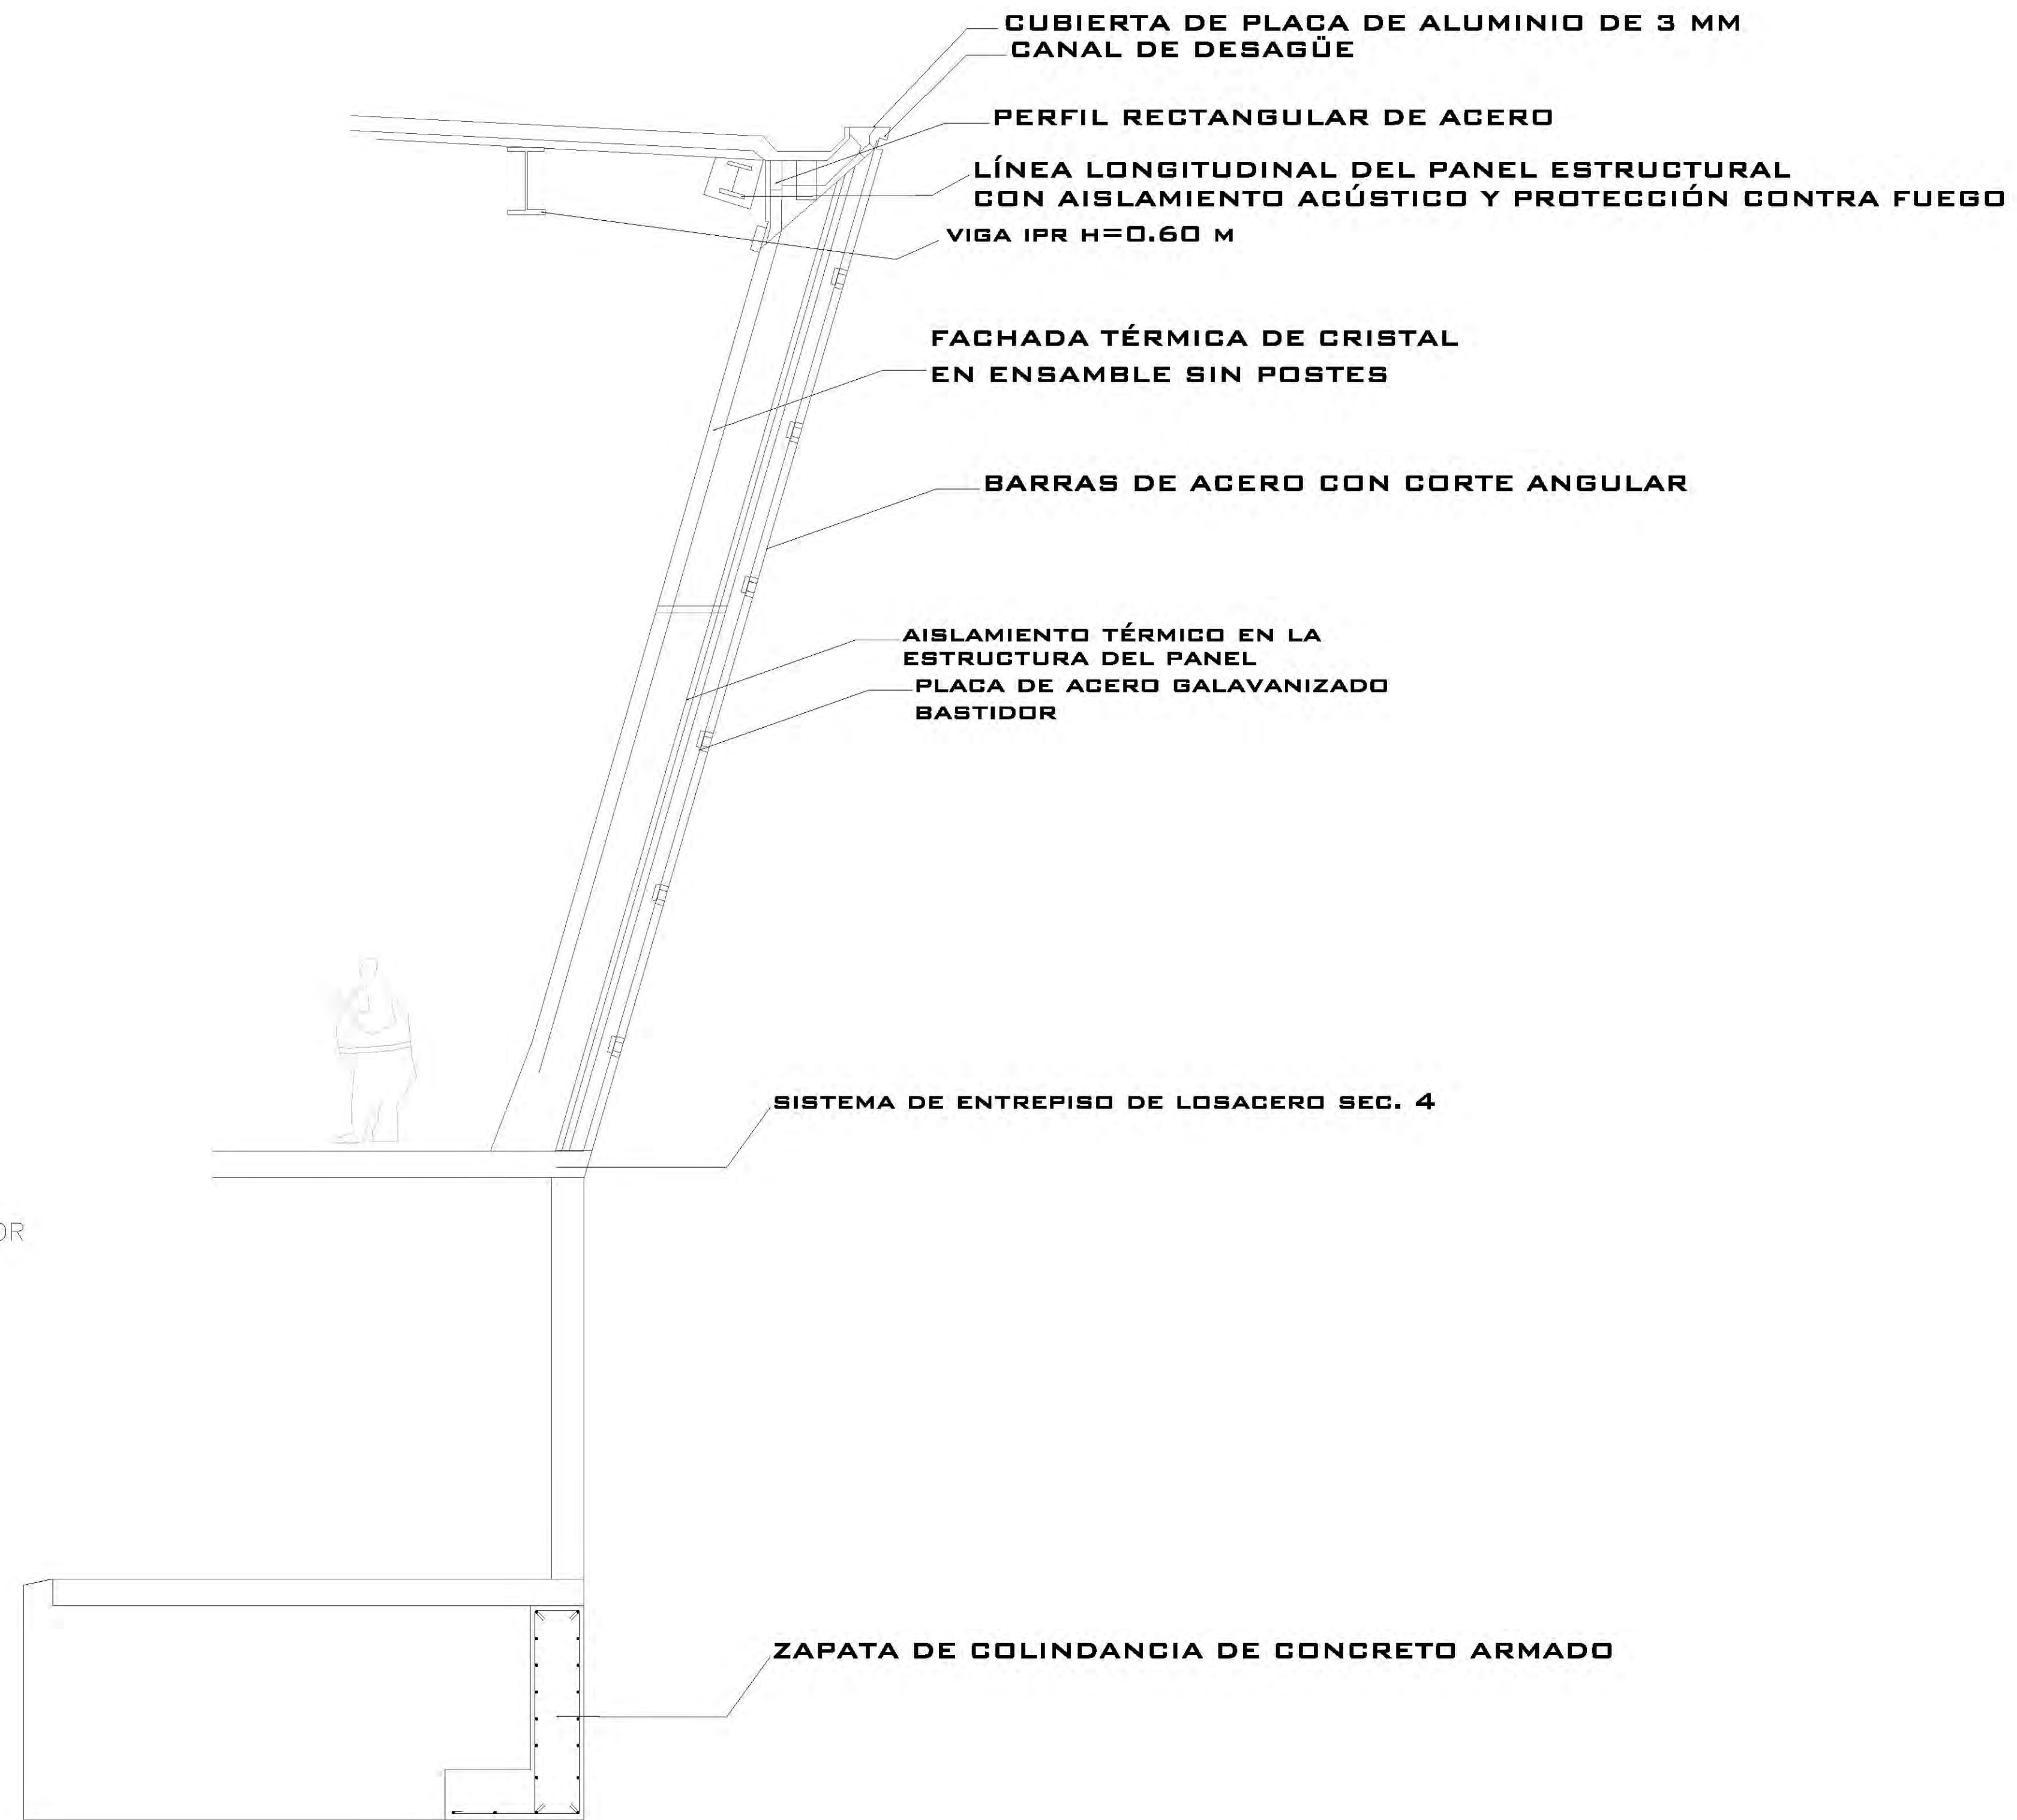 CUBIERTA DE PLACA DE ALUMINIO DE 3 MM
CANAL DE DESAGÜE
PERFIL RECTANGULAR DE ACERO
LÍNEA LONGITUDINAL DEL PANEL ESTRUCTURAL
CON AISLAMIENTO ACÚSTICO Y PROTECCIÓN CONTRA FUEGO
VIGA IPR H=0.60 M
FACHADA TÉRMICA DE CRISTAL
EN ENSAMBLE SIN POSTES
BARRAS DE ACERO CON CORTE ANGULAR
AISLAMIENTO TÉRMICO EN LA
ESTRUCTURA DEL PANEL
PLACA DE ACERO GALAVANIZADO
BASTIDOR
SISTEMA DE ENTREPISO DE LOSACERO SEC. 4
ZAPATA DE COLINDANCIA DE CONCRETO ARMADO